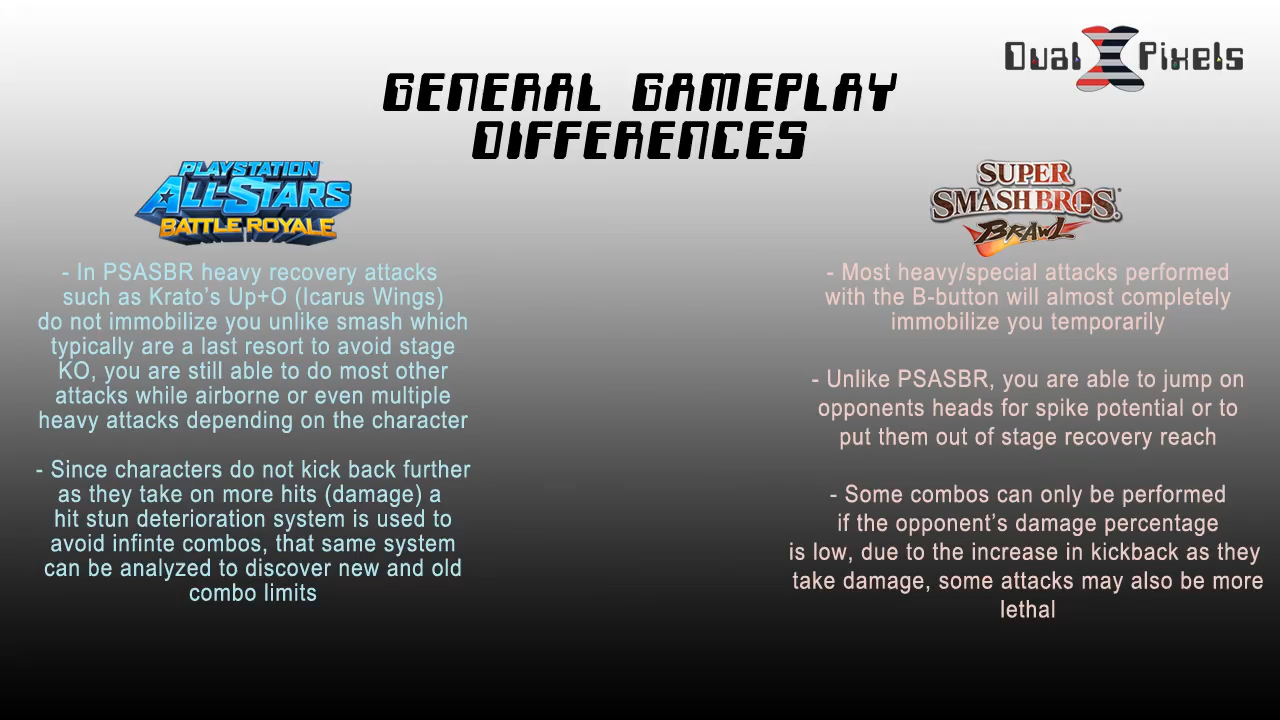 Dual Pixels
GENERAL GAMEPLAY
DIFFERENCES
PLAYSTATION
ALL-STARS
BATTLE ROYALE
- In PSASBR heavy recovery attacks
such as Krato's Up+O (Icarus Wings)
do not immobilize you unlike smash which
typically are a last resort to avoid stage
KO, you are still able to do most other
attacks while airborne or even multiple
heavy attacks depending on the character
- Since characters do not kick back further
as they take on more hits (damage) a
hit stun deterioration system is used to
avoid infinte combos, that same system
can be analyzed to discover new and old
combo limits
SUPER
SMASH BROS.
BRAWL
- Most heavy/special attacks performed
with the B-button will almost completely
immobilize you temporarily
- Unlike PSASBR, you are able to jump on
opponents heads for spike potential or to
put them out of stage recovery reach
- Some combos can only be performed
if the opponent's damage percentage
is low, due to the increase in kickback as they
take damage, some attacks may also be more
lethal